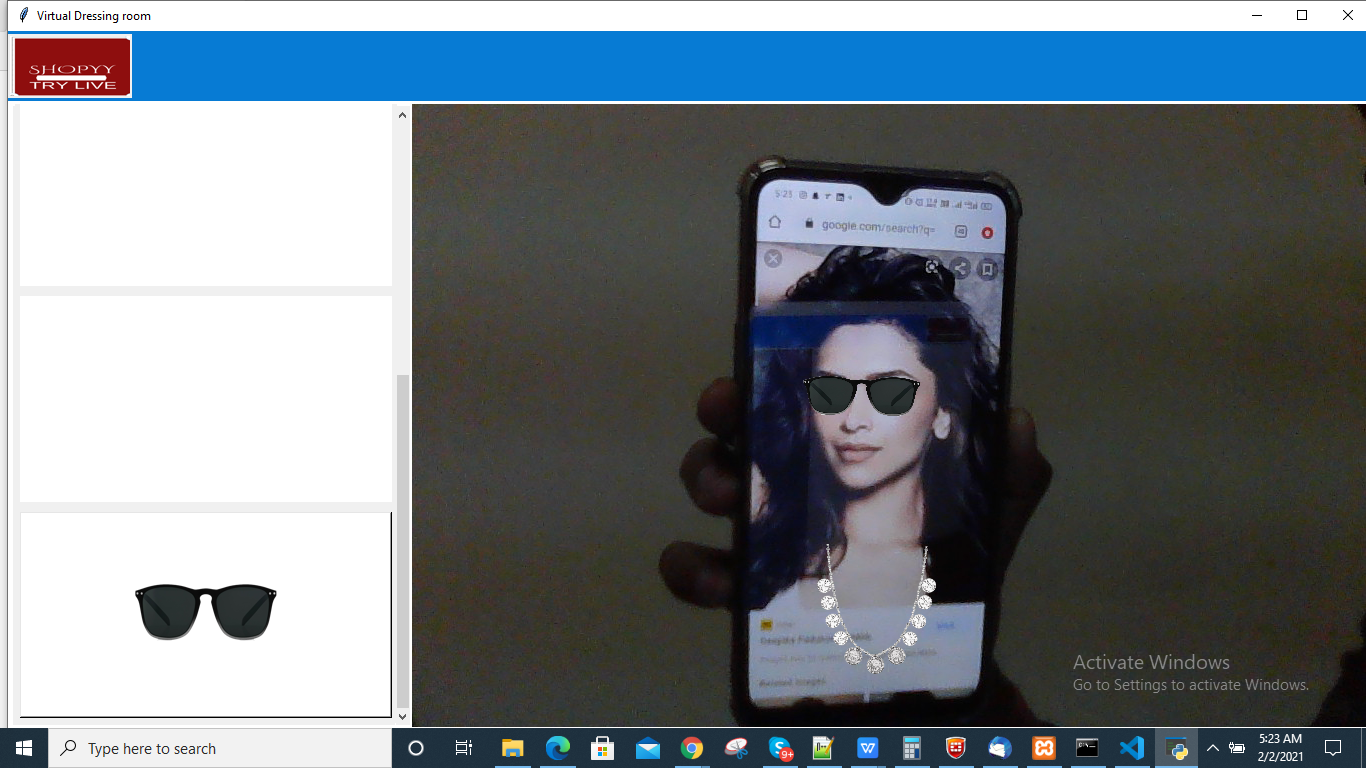 Virtual Dressing room
SHOPYY
TRY LIVE
5:23
google.com/search?q=
Activate Windows
Go to Settings to activate Windows.
Type here to search
9+
5:23 AM
2/2/2021